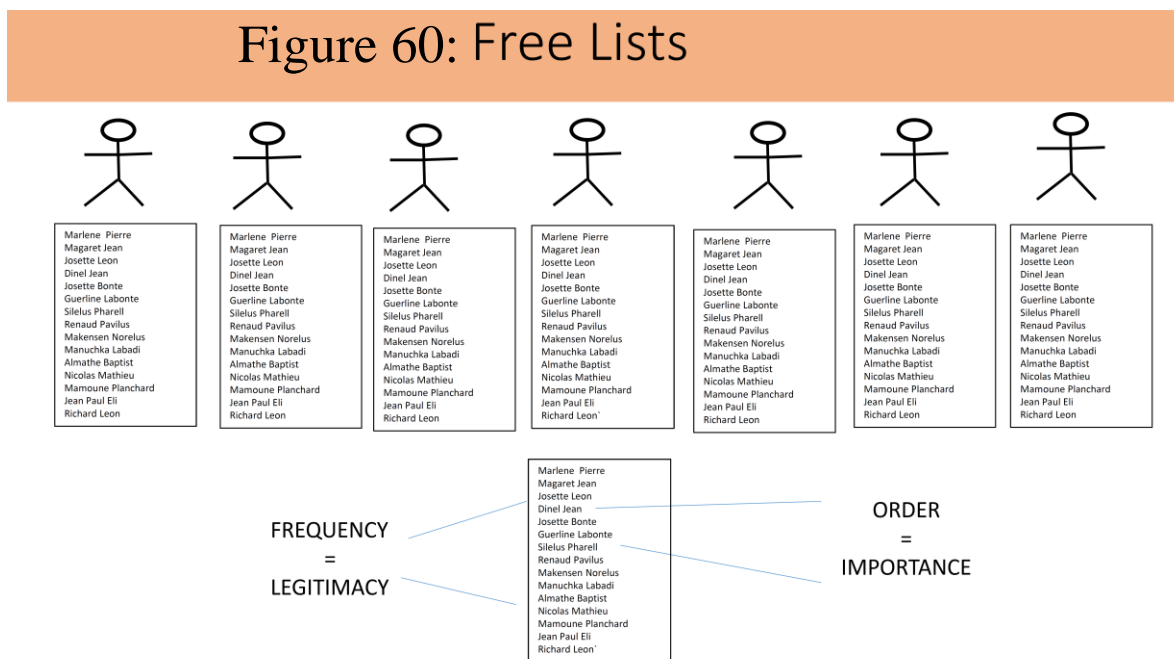 Figure 60: Free Lists
Marlene Pierre
Magaret Jean
Josette Leon
Dinel Jean
Josette Bonte
Guerline Labonte
Silelus Pharell
Renaud Pavilus
Makensen Norelus
Manuchka Labadi
Almathe Baptist
Nicolas Mathieu
Mamoune Planchard
Jean Paul Eli
Richard Leon
Marlene Pierre
Magaret Jean
Josette Leon
Dinel Jean
Josette Bonte
Guerline Labonte
Silelus Pharell
Renaud Pavilus
Makensen Norelus
Manuchka Labadi
Almathe Baptist
Nicolas Mathieu
Mamoune Planchard
Jean Paul Eli
Richard Leon
Marlene Pierre
Magaret Jean
Josette Leon
Dinel Jean
Josette Bonte
Guerline Labonte
Silelus Pharell
Renaud Pavilus
Makensen Norelus
Manuchka Labadi
Almathe Baptist
Nicolas Mathieu
Mamoune Planchard
Jean Paul Eli
Richard Leon
Marlene Pierre
Magaret Jean
Josette Leon
Dinel Jean
Josette Bonte
Guerline Labonte
Silelus Pharell
Renaud Pavilus
Makensen Norelus
Manuchka Labadi
Almathe Baptist
Nicolas Mathieu
Mamoune Planchard
Jean Paul Eli
Richard Leon`
Marlene Pierre
Magaret Jean
Josette Leon
Dinel Jean
Josette Bonte
Guerline Labonte
Silelus Pharell
Renaud Pavilus
Makensen Norelus
Manuchka Labadi
Almathe Baptist
Nicolas Mathieu
Mamoune Planchard
Jean Paul Eli
Richard Leon
Marlene Pierre
Magaret Jean
Josette Leon
Dinel Jean
Josette Bonte
Guerline Labonte
Silelus Pharell
Renaud Pavilus
Makensen Norelus
Manuchka Labadi
Almathe Baptist
Nicolas Mathieu
Mamoune Planchard
Jean Paul Eli
Richard Leon
Marlene Pierre
Magaret Jean
Josette Leon
Dinel Jean
Josette Bonte
Guerline Labonte
Silelus Pharell
Renaud Pavilus
Makensen Norelus
Manuchka Labadi
Almathe Baptist
Nicolas Mathieu
Mamoune Planchard
Jean Paul Eli
Richard Leon
FREQUENCY
=
LEGITIMACY
Marlene Pierre
Magaret Jean
Josette Leon
Dinel Jean
Josette Bonte
Guerline Labonte
Silelus Pharell
Renaud Pavilus
Makensen Norelus
Manuchka Labadi
Almathe Baptist
Nicolas Mathieu
Mamoune Planchard
Jean Paul Eli
Richard Leon`
ORDER
=
IMPORTANCE